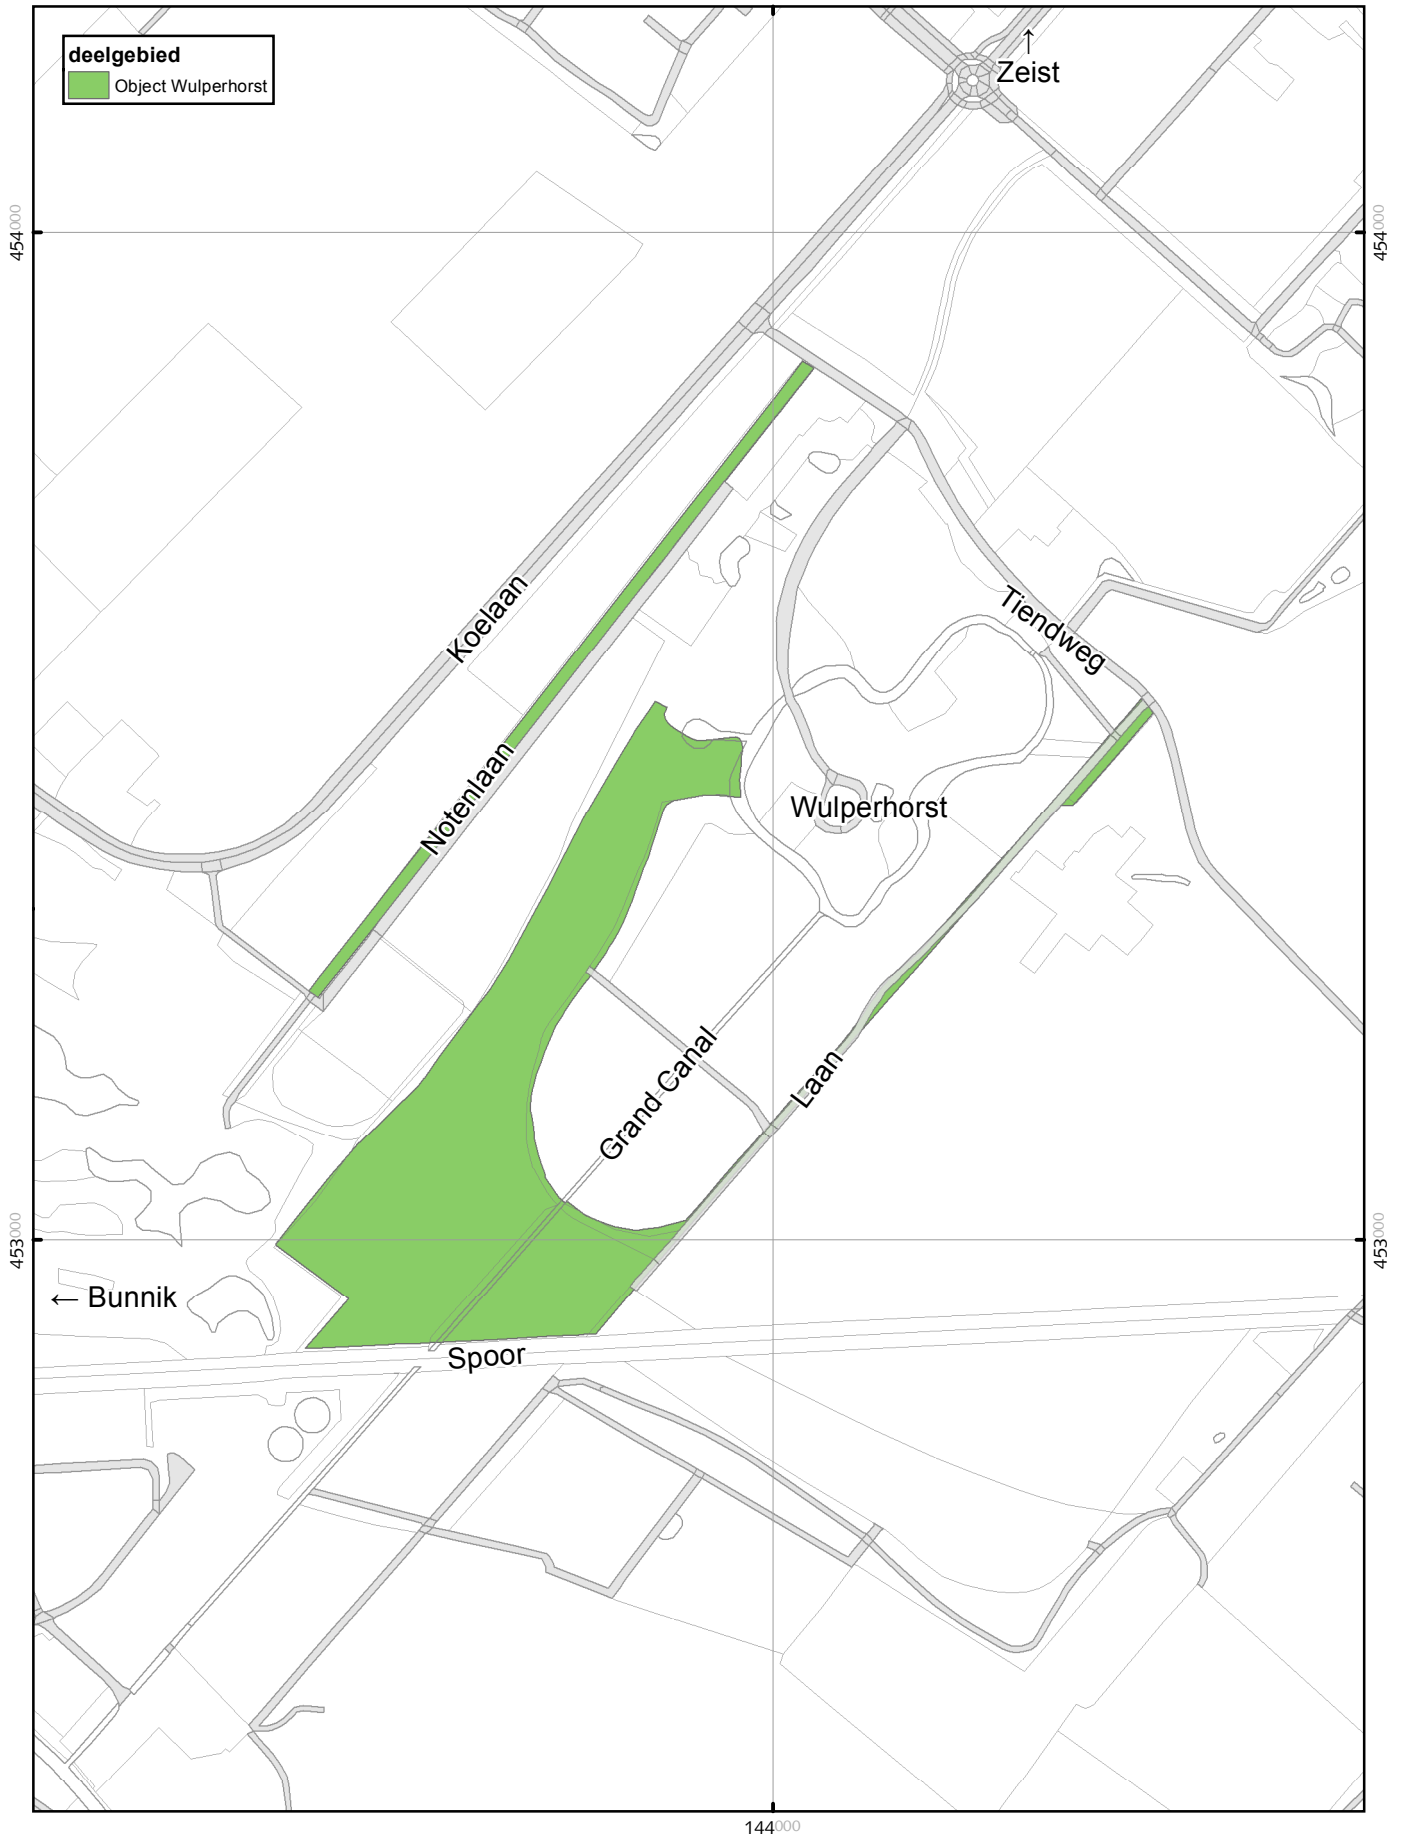 deelgebied
Object Wulperhorst
↑
Zeist
454000
454000
Koelaan
Tiendweg
Notenlaan
Wulperhorst
Grand Canal
Laan
453000
453000
← Bunnik
Spoor
144000